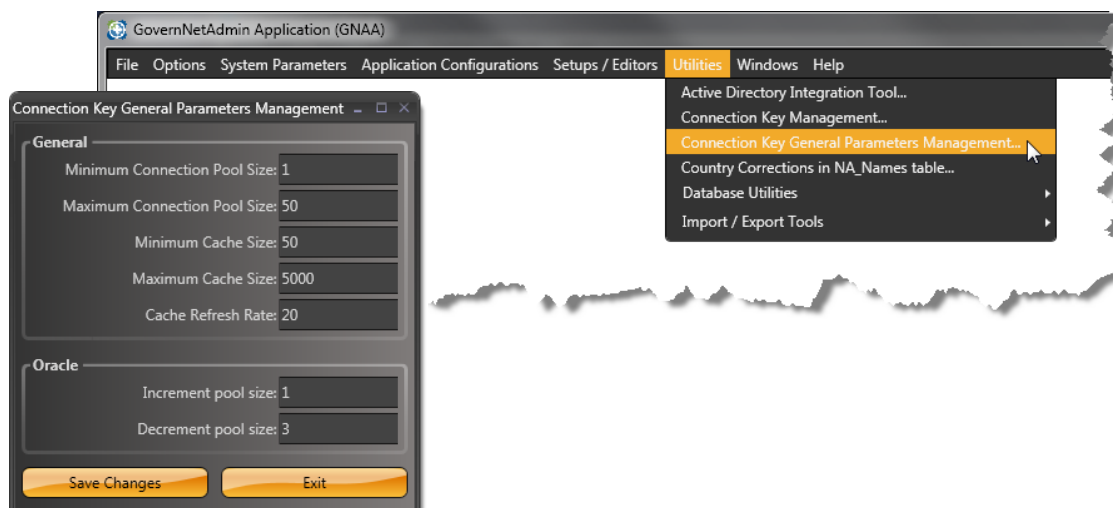 GovernNetAdmin Application (GNAA)
File Options System Parameters Application Configurations Setups / Editors Utilities Windows Help
Active Directory Integration Tool...
Connection Key Management...
Connection Key General Parameters Management...
Country Corrections in NA_Names table...
Database Utilities
Import / Export Tools
Connection Key General Parameters Management
General
Minimum Connection Pool Size: 1
Maximum Connection Pool Size: 50
Minimum Cache Size: 50
Maximum Cache Size: 5000
Cache Refresh Rate: 20
Oracle
Increment pool size: 1
Decrement pool size: 3
Save Changes Exit